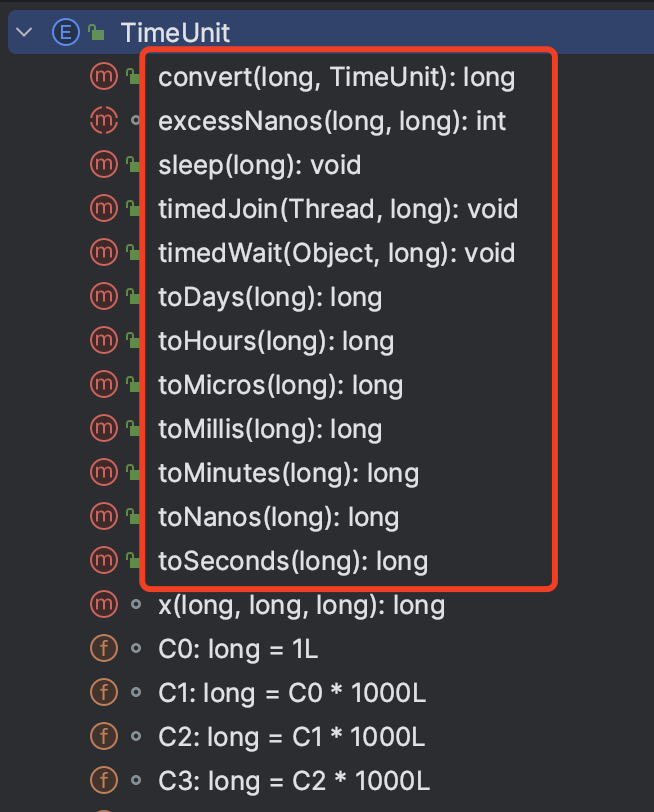 E TimeUnit
m convert(long, TimeUnit): long
m excessNanos(long, long): int
m sleep(long): void
m timedJoin(Thread, long): void
m timedWait(Object, long): void
m toDays(long): long
m toHours(long): long
m toMicros(long): long
m toMillis(long): long
m toMinutes(long): long
m toNanos(long): long
m toSeconds(long): long
m x(long, long, long): long
f C0: long = 1L
f C1: long = C0 * 1000L
f C2: long = C1 * 1000L
f C3: long = C2 * 1000L